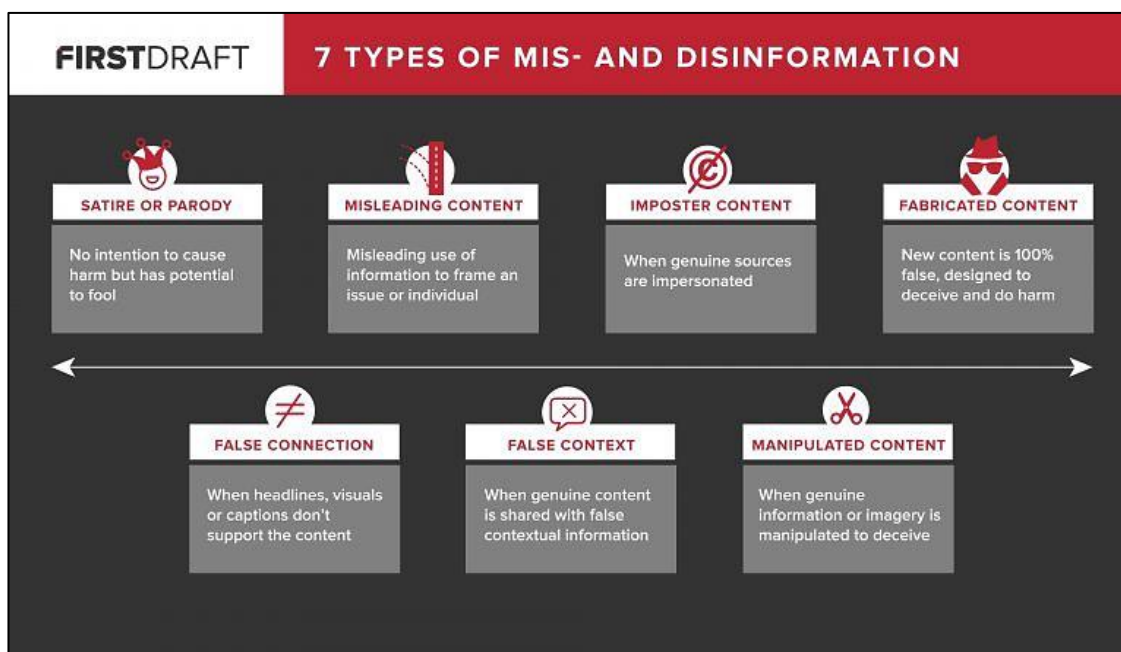 FIRSTDRAFT
7 TYPES OF MIS- AND DISINFORMATION
SATIRE OR PARODY
No intention to cause
harm but has potential
to fool
MISLEADING CONTENT
Misleading use of
information to frame an
issue or individual
IMPOSTER CONTENT
When genuine sources
are impersonated
FABRICATED CONTENT
New content is 100%
false, designed to
deceive and do harm
FALSE CONNECTION
When headlines, visuals
or captions don't
support the content
FALSE CONTEXT
When genuine content
is shared with false
contextual information
MANIPULATED CONTENT
When genuine
information or imagery is
manipulated to deceive